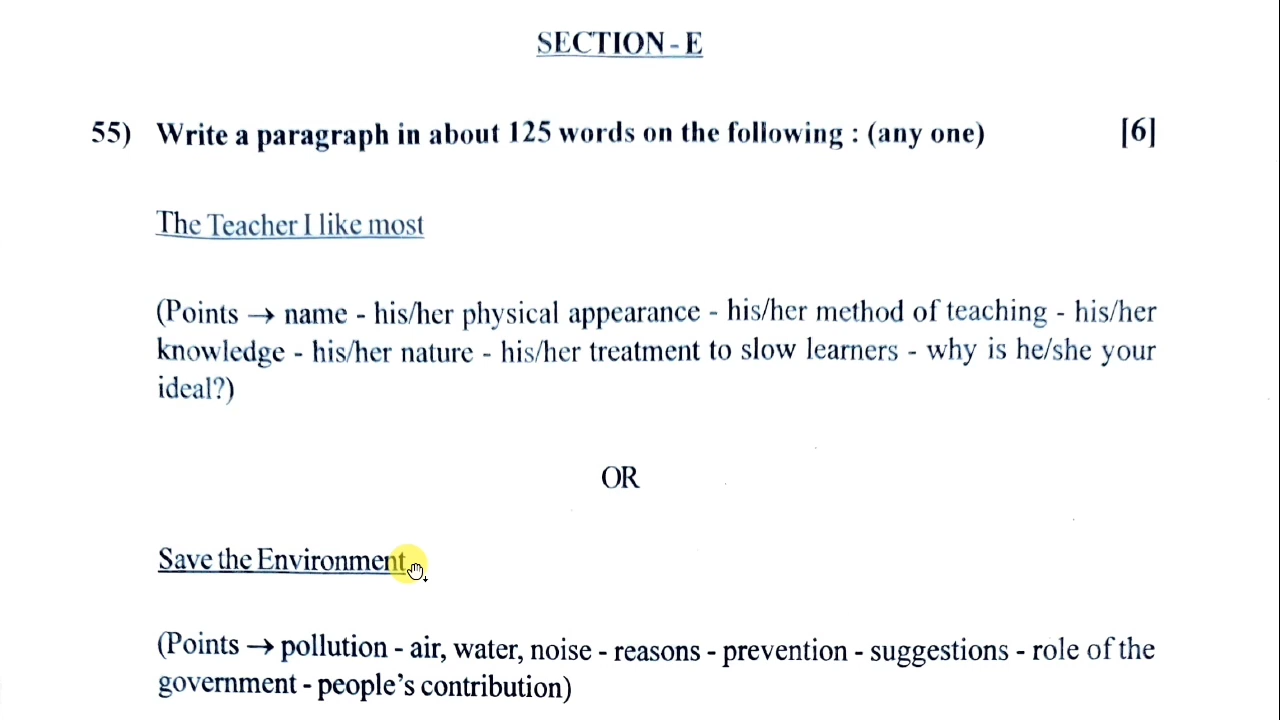 SECTION - E
55) Write a paragraph in about 125 words on the following : (any one) [6]
The Teacher I like most
(Points → name - his/her physical appearance - his/her method of teaching - his/her
knowledge - his/her nature - his/her treatment to slow learners - why is he/she your
ideal?)
OR
Save the Environment
(Points → pollution - air, water, noise - reasons - prevention - suggestions - role of the
government - people's contribution)